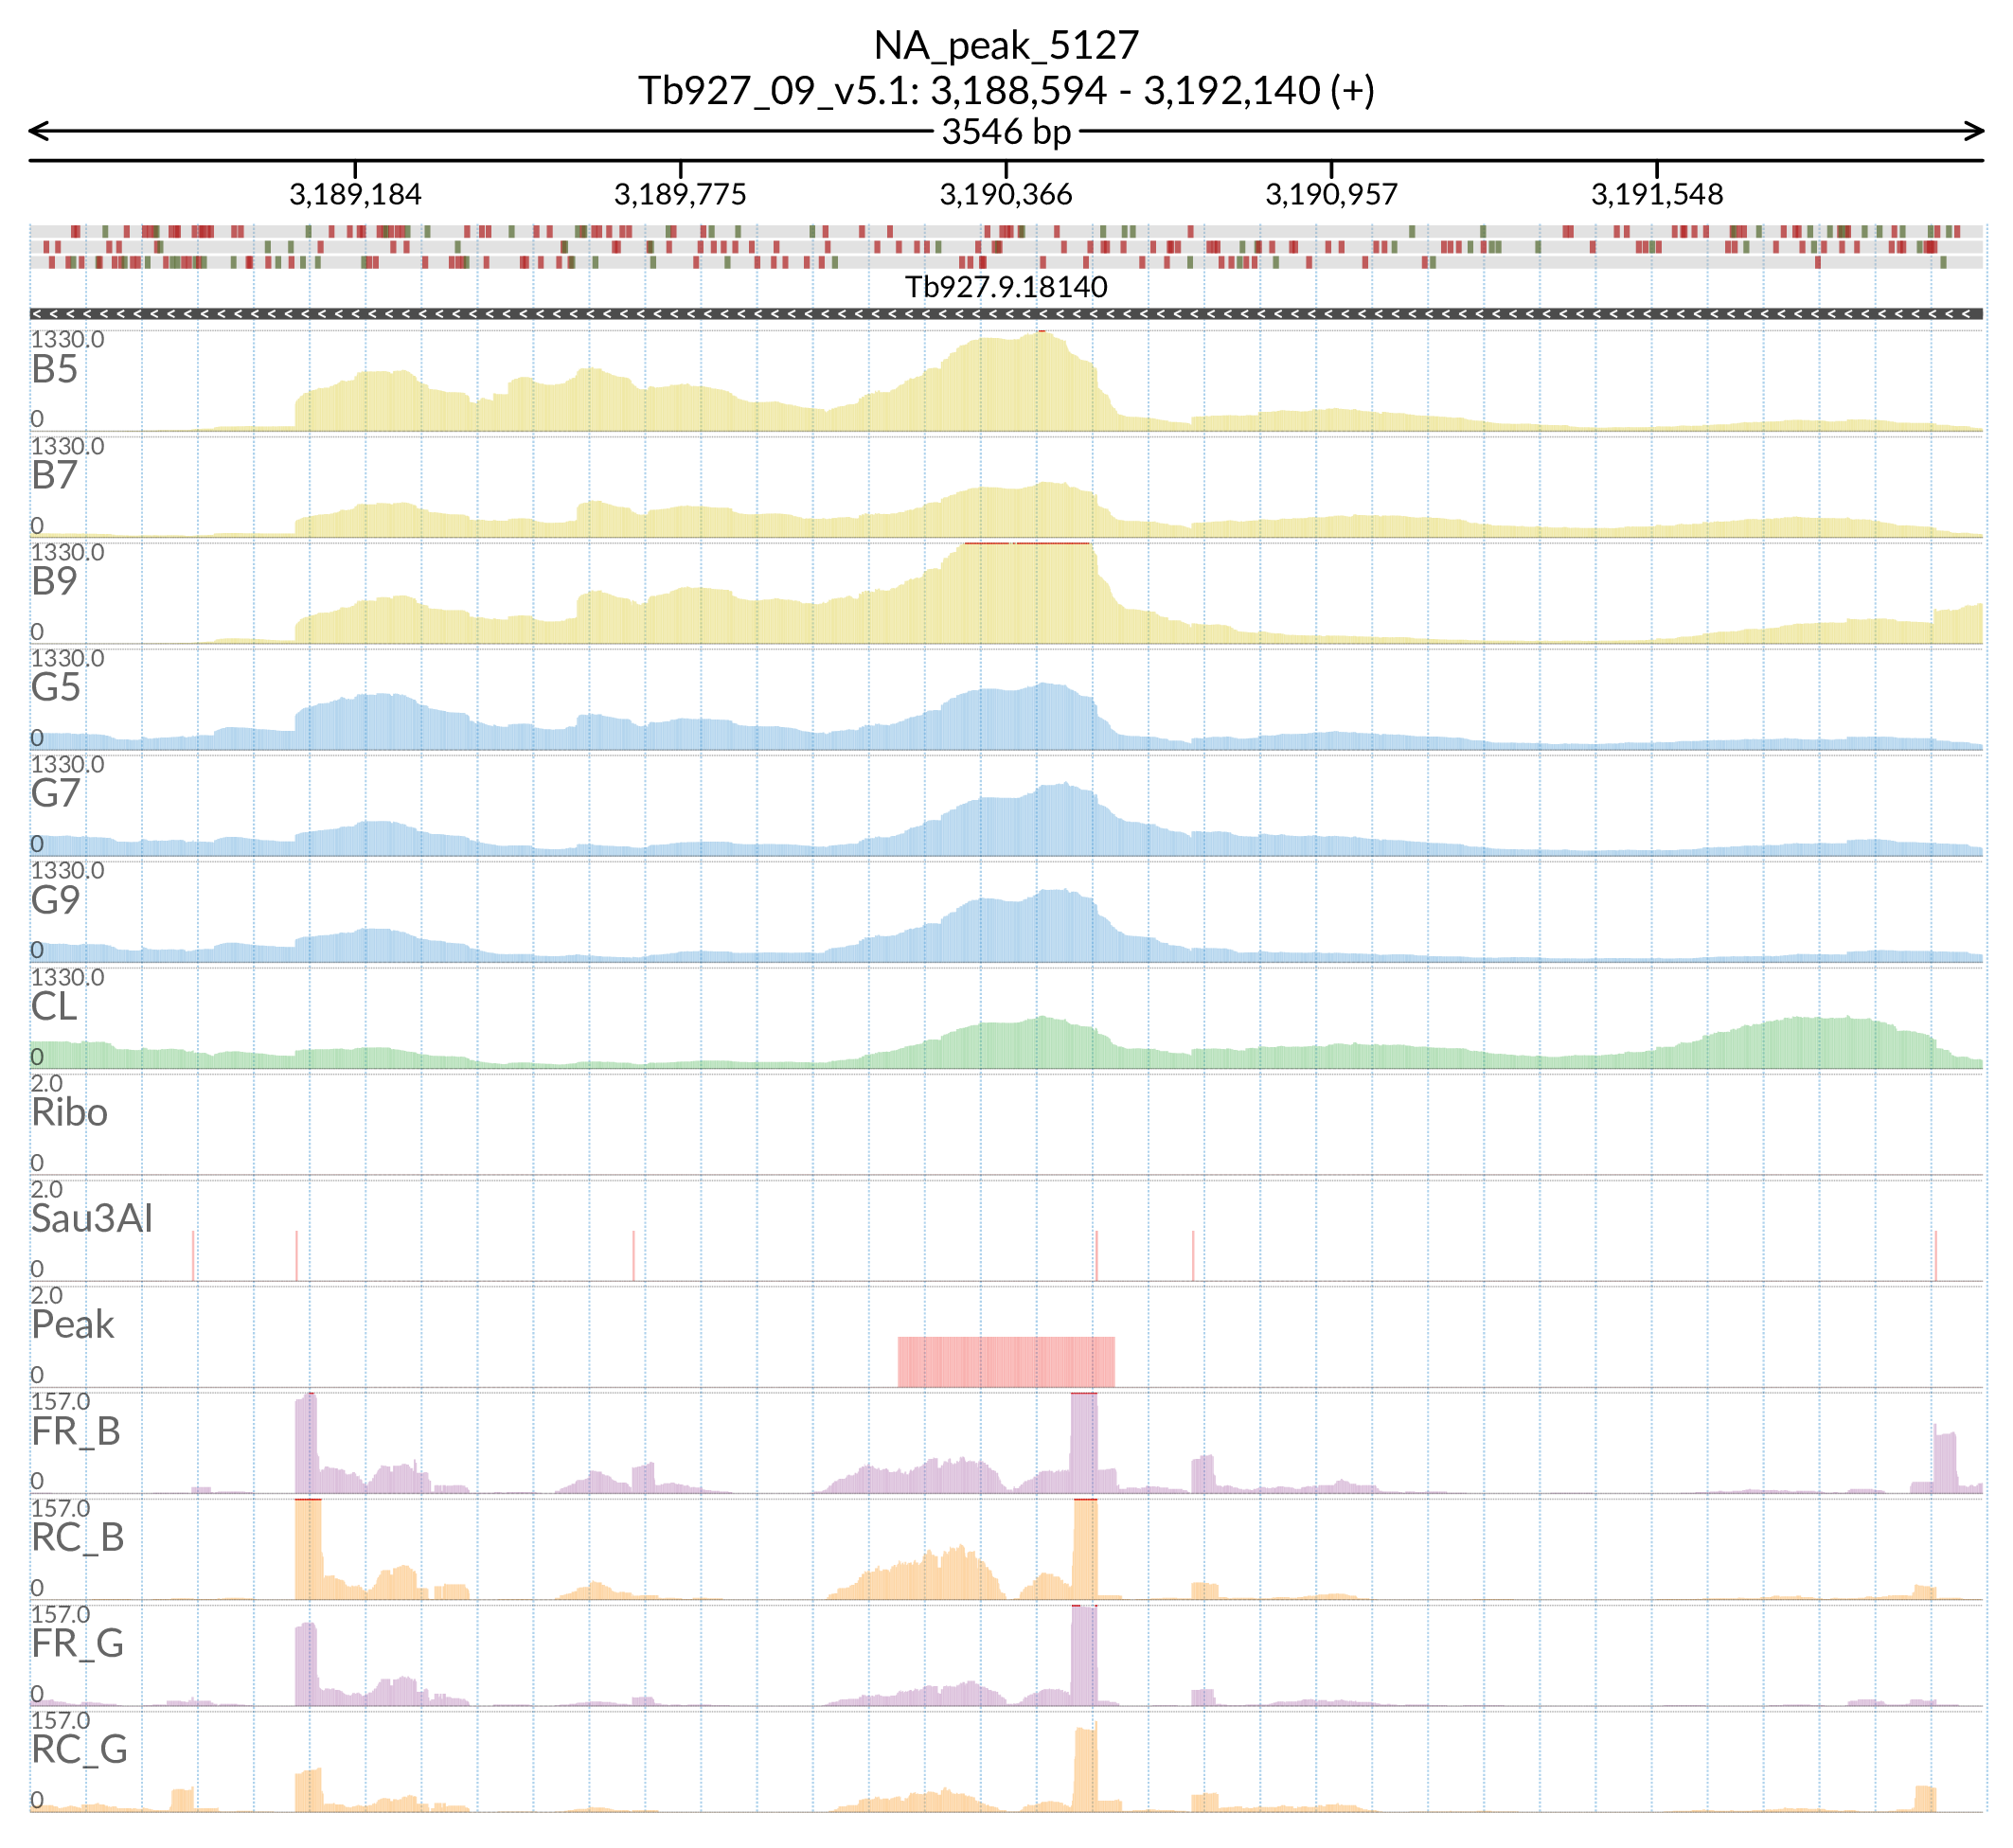 NA_peak_5127
Tb927_09_v5.1: 3,188,594 - 3,192,140 (+)
3546 bp
3,189,184 3,189,775 3,190,366 3,190,957 3,191,548
Tb927.9.18140
1330.0
B5
0
1330.0
B7
0
1330.0
B9
0
1330.0
G5
0
1330.0
G7
0
1330.0
G9
0
1330.0
CL
0
2.0
Ribo
0
2.0
Sau3AI
0
2.0
Peak
0
157.0
FR_B
0
157.0
RC_B
0
157.0
FR_G
0
157.0
RC_G
0